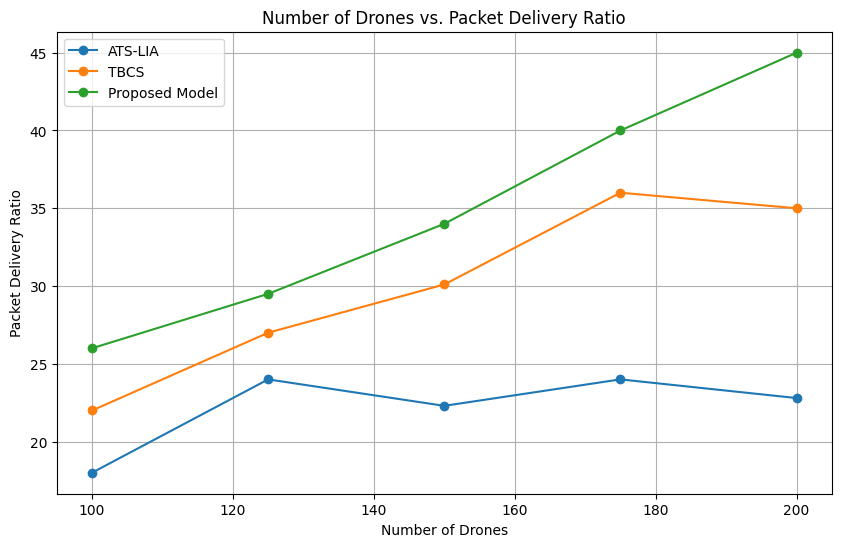 Number of Drones vs. Packet Delivery Ratio
ATS-LIA
TBCS
Proposed Model
Packet Delivery Ratio
45
40
35
30
25
20
100 120 140 160 180 200
Number of Drones